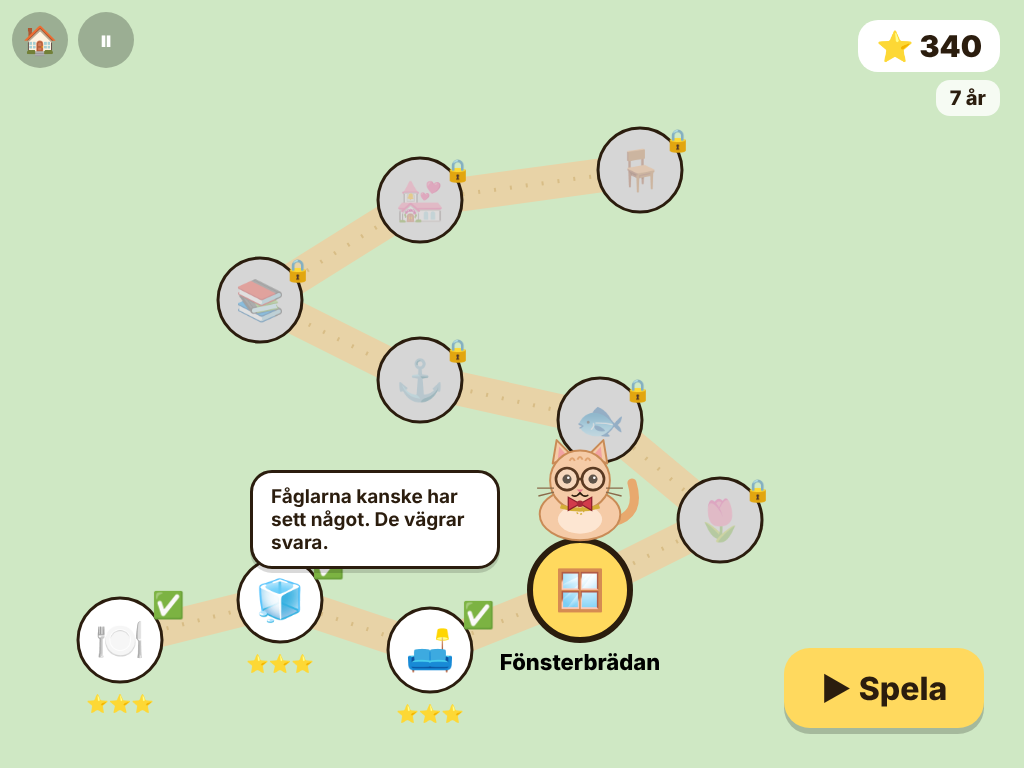 340
7 år
Fåglarna kanske har
sett något. De vägrar
svara.
Fönsterbrädan
Spela